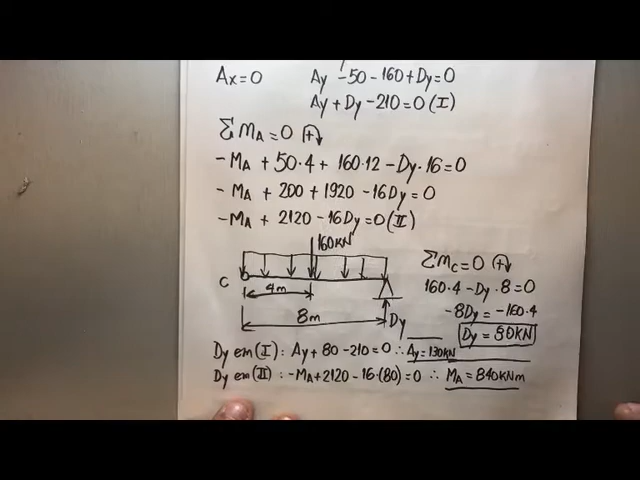 Ax=0
Ay -50-160+Dy=0
Ay+Dy-210=0(I)
ΣMA=0 (+)
-MA+50·4+160·12-Dy·16=0
-MA+200+1920-16Dy=0
-MA+2120-16Dy=0(II)
160KN
C
4m
8m
Dy
ΣMc=0 (+)
160·4-Dy·8=0
-8Dy=-160·4
Dy=80KN
Dy em(I): Ay+80-210=0 ∴ Ay=130KN
Dy em(II): -MA+2120-16·(80)=0 ∴ MA=840KNm